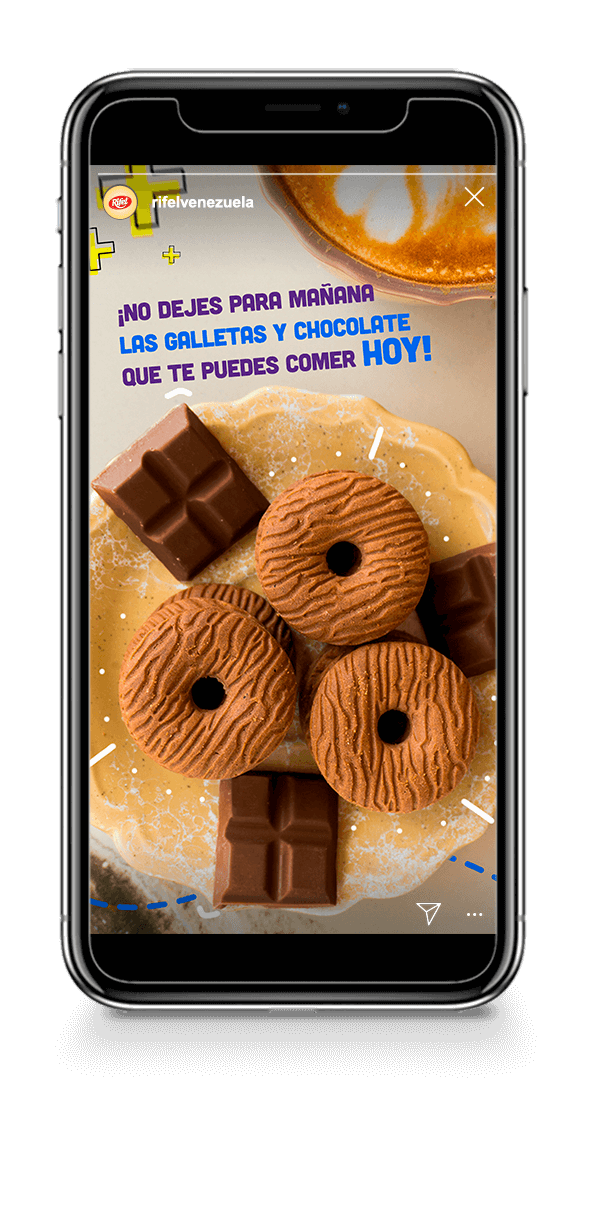 Rifel
rifelvenezuela
¡NO DEJES PARA MAÑANA
LAS GALLETAS Y CHOCOLATE
QUE TE PUEDES COMER HOY!